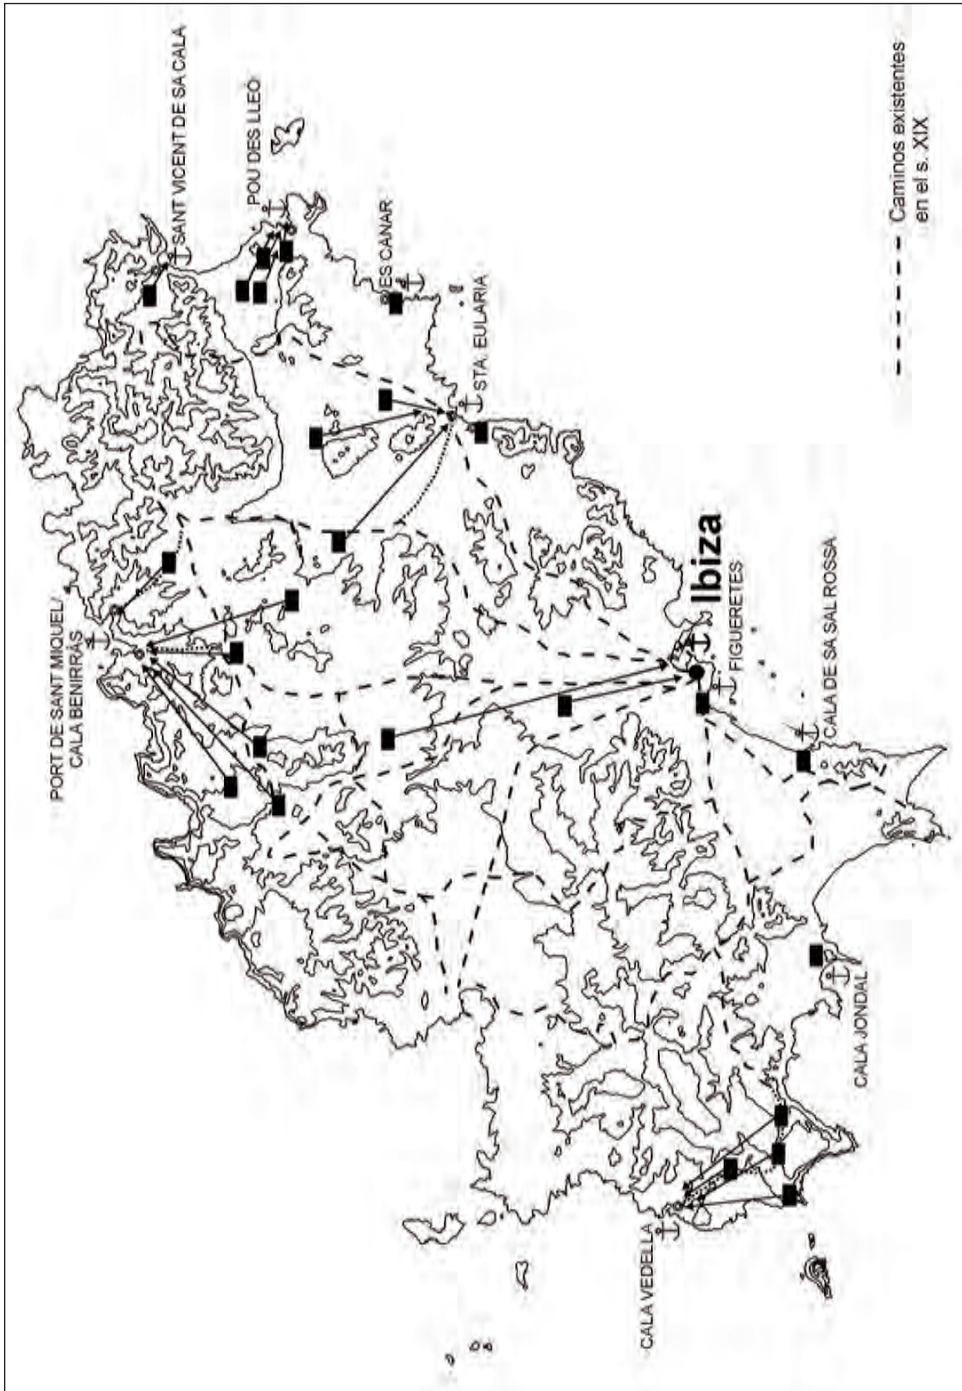 SANT VICENT DE SA CALA
POU DES LLEÓ
ES CANAR
STA. EULARIA
PORT DE SANT MIQUEL/
CALA BENIRRÁS
Ibiza
FIGUERETES
CALA DE SA SAL ROSSA
CALA JONDAL
CALA VEDELLA
Caminos existentes
en el s. XIX